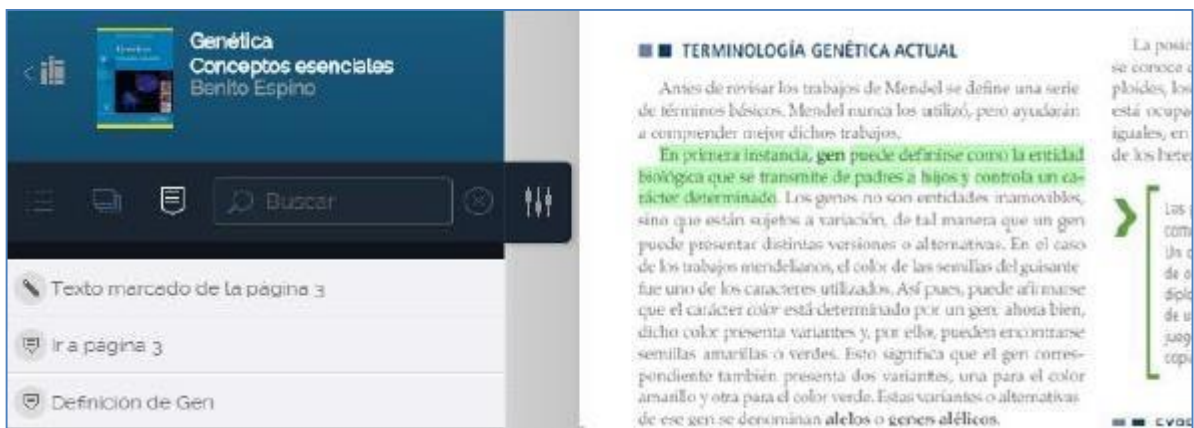 Genética
Conceptos esenciales
Benito Espino
Buscar
Texto marcado de la página 3
Ir a página 3
Definición de Gen
TERMINOLOGÍA GENÉTICA ACTUAL
Antes de revisar los trabajos de Mendel se define una serie
de términos básicos. Mendel nunca los utilizó, pero ayudarán
a comprender mejor dichos trabajos.
En primera instancia, gen puede definirse como la entidad
biológica que se transmite de padres a hijos y controla un ca-
rácter determinado. Los genes no son entidades inamovibles,
sino que están sujetos a variación, de tal manera que un gen
puede presentar distintas versiones o alternativas. En el caso
de los trabajos mendelianos, el color de las semillas del guisante
fue uno de los caracteres utilizados. Así pues, puede afirmarse
que el carácter color está determinado por un gen; ahora bien,
dicho color presenta variantes y, por ello, pueden encontrarse
semillas amarillas o verdes. Esto significa que el gen corres-
pondiente también presenta dos variantes, una para el color
amarillo y otra para el color verde. Estas variantes o alternativas
de ese gen se denominan alelos o genes alélicos.
La
se conoce
ploides, los
está
iguales, en
de los
Las
Un
de
de